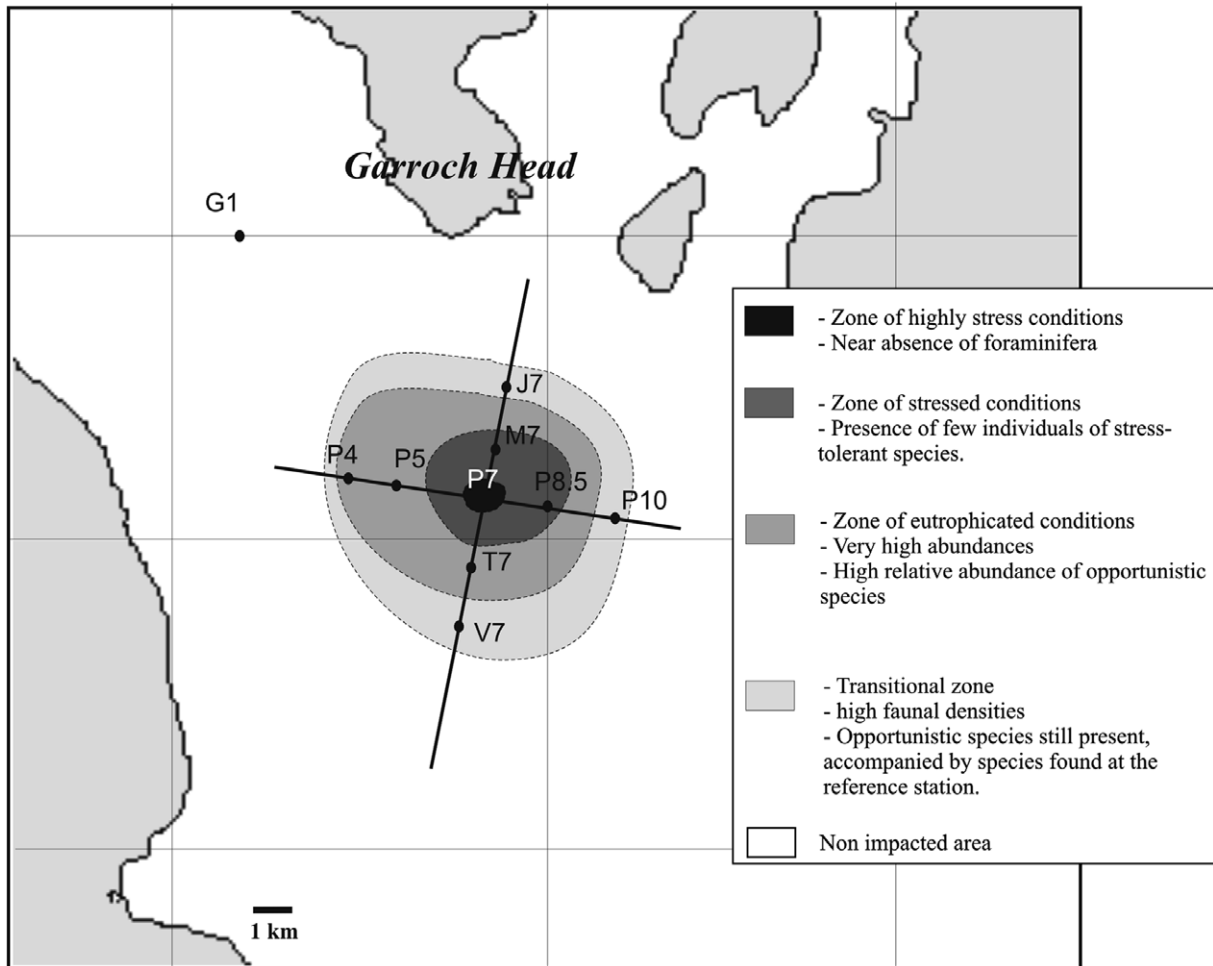 Garroch Head
G1
J7
M7
P4
P5
P7
P8.5
P10
T7
V7
1 km
- Zone of highly stress conditions
- Near absence of foraminifera
- Zone of stressed conditions
- Presence of few individuals of stress-
tolerant species.
- Zone of eutrophicated conditions
- Very high abundances
- High relative abundance of opportunistic
species
- Transitional zone
- high faunal densities
- Opportunistic species still present,
accompanied by species found at the
reference station.
Non impacted area